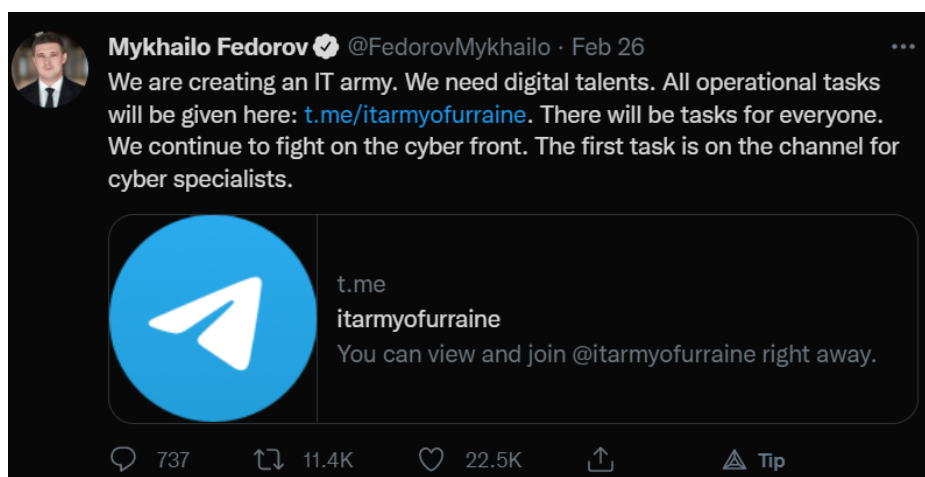 Mykhailo Fedorov @FedorovMykhailo · Feb 26
We are creating an IT army. We need digital talents. All operational tasks
will be given here: t.me/itarmyofurraine. There will be tasks for everyone.
We continue to fight on the cyber front. The first task is on the channel for
cyber specialists.
t.me
itarmyofurraine
You can view and join @itarmyofurraine right away.
737 11.4K 22.5K Tip